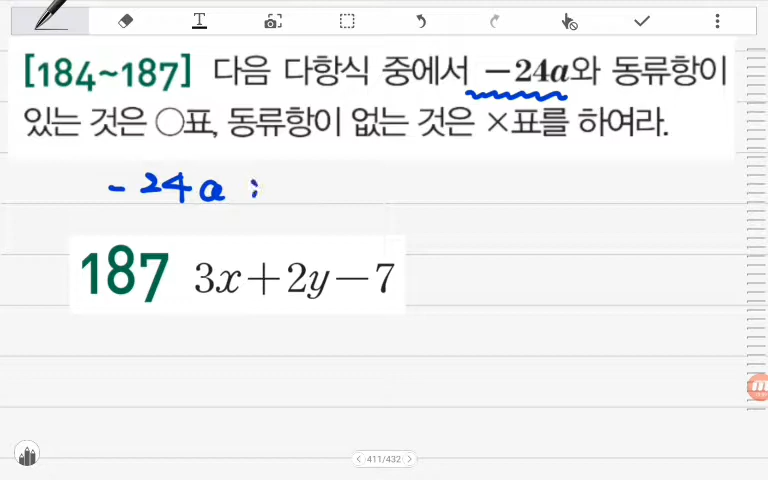 T
[184~187] 다음 다항식 중에서 －24a와 동류항이
있는 것은 ○표, 동류항이 없는 것은 ×표를 하여라.
-24a :
187 3x＋2y－7
411/432